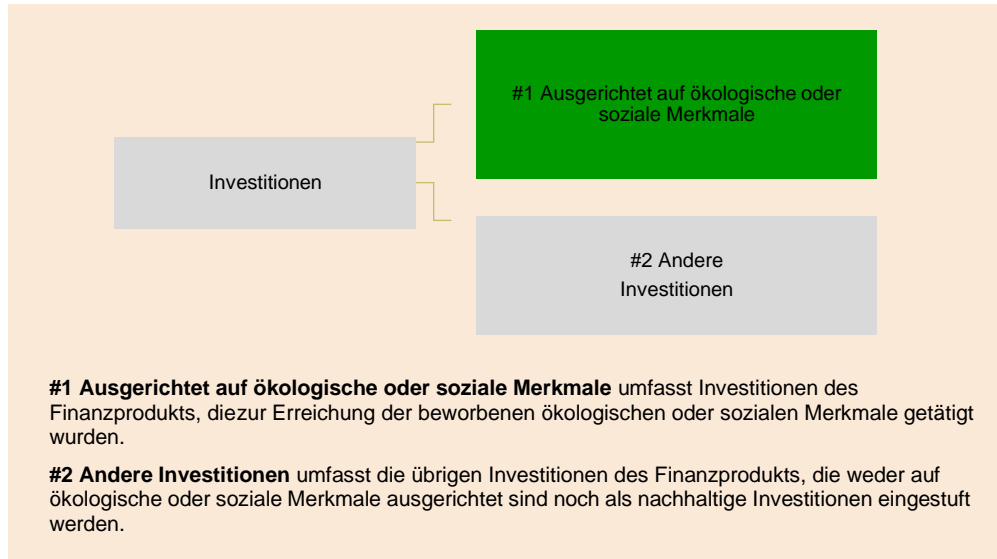 #1 Ausgerichtet auf ökologische oder
soziale Merkmale
Investitionen
#2 Andere
Investitionen
#1 Ausgerichtet auf ökologische oder soziale Merkmale umfasst Investitionen des
Finanzprodukts, diezur Erreichung der beworbenen ökologischen oder sozialen Merkmale getätigt
wurden.
#2 Andere Investitionen umfasst die übrigen Investitionen des Finanzprodukts, die weder auf
ökologische oder soziale Merkmale ausgerichtet sind noch als nachhaltige Investitionen eingestuft
werden.